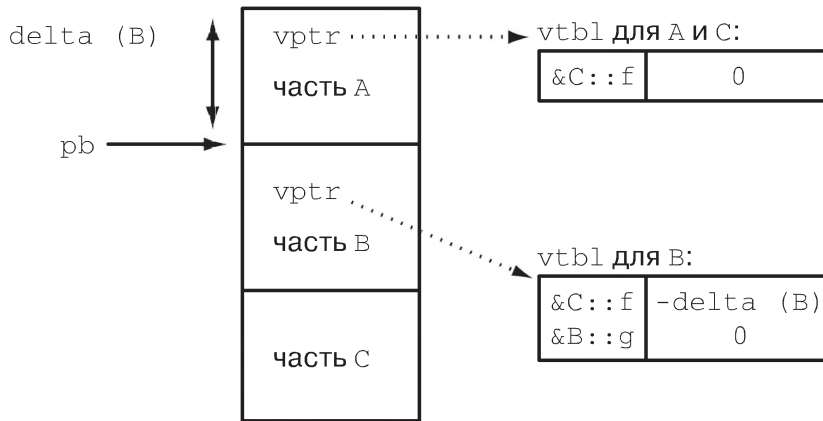 delta (B)
vptr
часть A
pb
vptr
часть B
часть C
vtbl для A и C:
&C::f 0
vtbl для B:
&C::f -delta (B)
&B::g 0